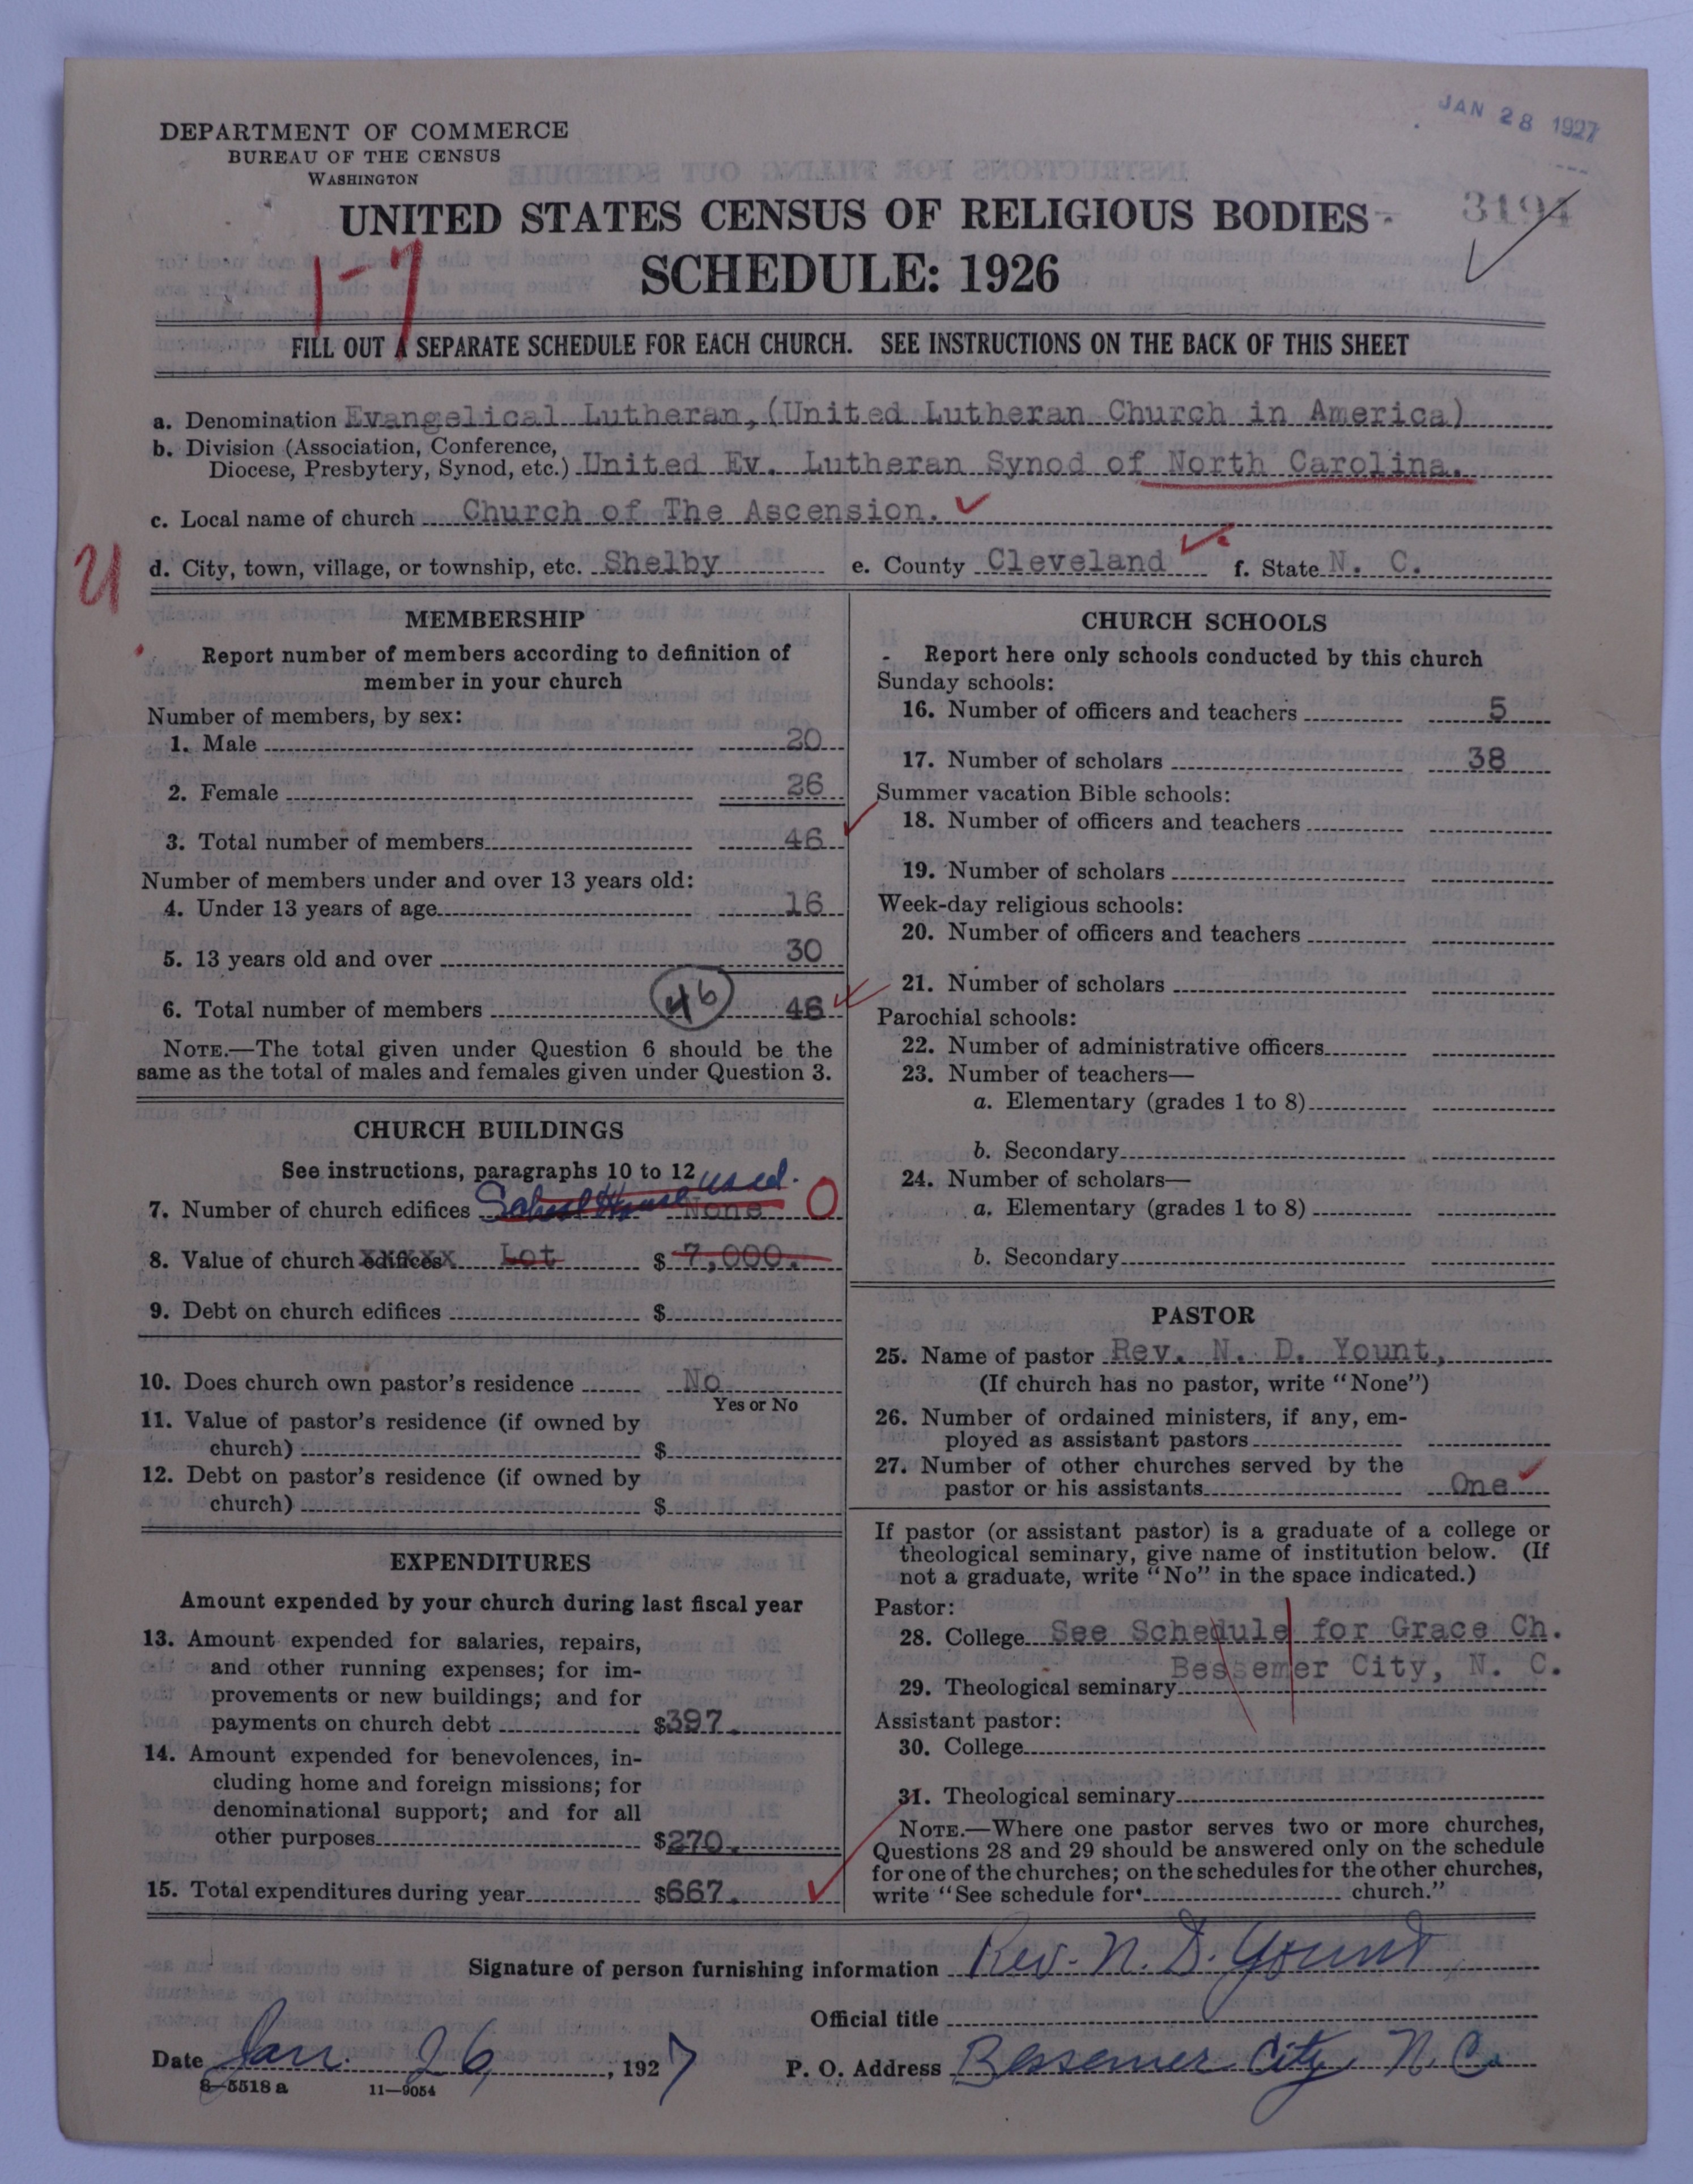 JAN 28 1927
DEPARTMENT OF COMMERCE
BUREAU OF THE CENSUS
WASHINGTON
3194
UNITED STATES CENSUS OF RELIGIOUS BODIES
SCHEDULE: 1926
1-7
FILL OUT A SEPARATE SCHEDULE FOR EACH CHURCH. SEE INSTRUCTIONS ON THE BACK OF THIS SHEET
a. Denomination Evangelical Lutheran, (United Lutheran Church in America)
b. Division (Association, Conference,
Diocese, Presbytery, Synod, etc.) United Ev. Lutheran Synod of North Carolina.
c. Local name of church Church of The Ascension.
d. City, town, village, or township, etc. Shelby e. County Cleveland f. State N. C.
MEMBERSHIP
Report number of members according to definition of
member in your church
Number of members, by sex:
1. Male 20
2. Female 26
3. Total number of members 46
Number of members under and over 13 years old:
4. Under 13 years of age 16
5. 13 years old and over 30
6. Total number of members 46 46
NOTE.—The total given under Question 6 should be the
same as the total of males and females given under Question 3.
CHURCH BUILDINGS
See instructions, paragraphs 10 to 12
7. Number of church edifices School House used. None 0
8. Value of church edifices Lot $ 7,000.
9. Debt on church edifices $
10. Does church own pastor's residence No
Yes or No
11. Value of pastor's residence (if owned by
church) $
12. Debt on pastor's residence (if owned by
church) $
EXPENDITURES
Amount expended by your church during last fiscal year
13. Amount expended for salaries, repairs,
and other running expenses; for im-
provements or new buildings; and for
payments on church debt $397.
14. Amount expended for benevolences, in-
cluding home and foreign missions; for
denominational support; and for all
other purposes $270.
15. Total expenditures during year $667.
CHURCH SCHOOLS
Report here only schools conducted by this church
Sunday schools:
16. Number of officers and teachers 5
17. Number of scholars 38
Summer vacation Bible schools:
18. Number of officers and teachers
19. Number of scholars
Week-day religious schools:
20. Number of officers and teachers
21. Number of scholars
Parochial schools:
22. Number of administrative officers
23. Number of teachers—
a. Elementary (grades 1 to 8)
b. Secondary
24. Number of scholars—
a. Elementary (grades 1 to 8)
b. Secondary
PASTOR
25. Name of pastor Rev. N. D. Yount,
(If church has no pastor, write "None")
26. Number of ordained ministers, if any, em-
ployed as assistant pastors
27. Number of other churches served by the
pastor or his assistants One
If pastor (or assistant pastor) is a graduate of a college or
theological seminary, give name of institution below. (If
not a graduate, write "No" in the space indicated.)
Pastor:
28. College See Schedule for Grace Ch.
Bessemer City, N. C.
29. Theological seminary
Assistant pastor:
30. College
31. Theological seminary
NOTE.—Where one pastor serves two or more churches,
Questions 28 and 29 should be answered only on the schedule
for one of the churches; on the schedules for the other churches,
write "See schedule for church."
Signature of person furnishing information Rev. N. D. Yount
Official title
Date Jan. 26, 1927 P. O. Address Bessemer City N. C.
8-5518 a 11-9054